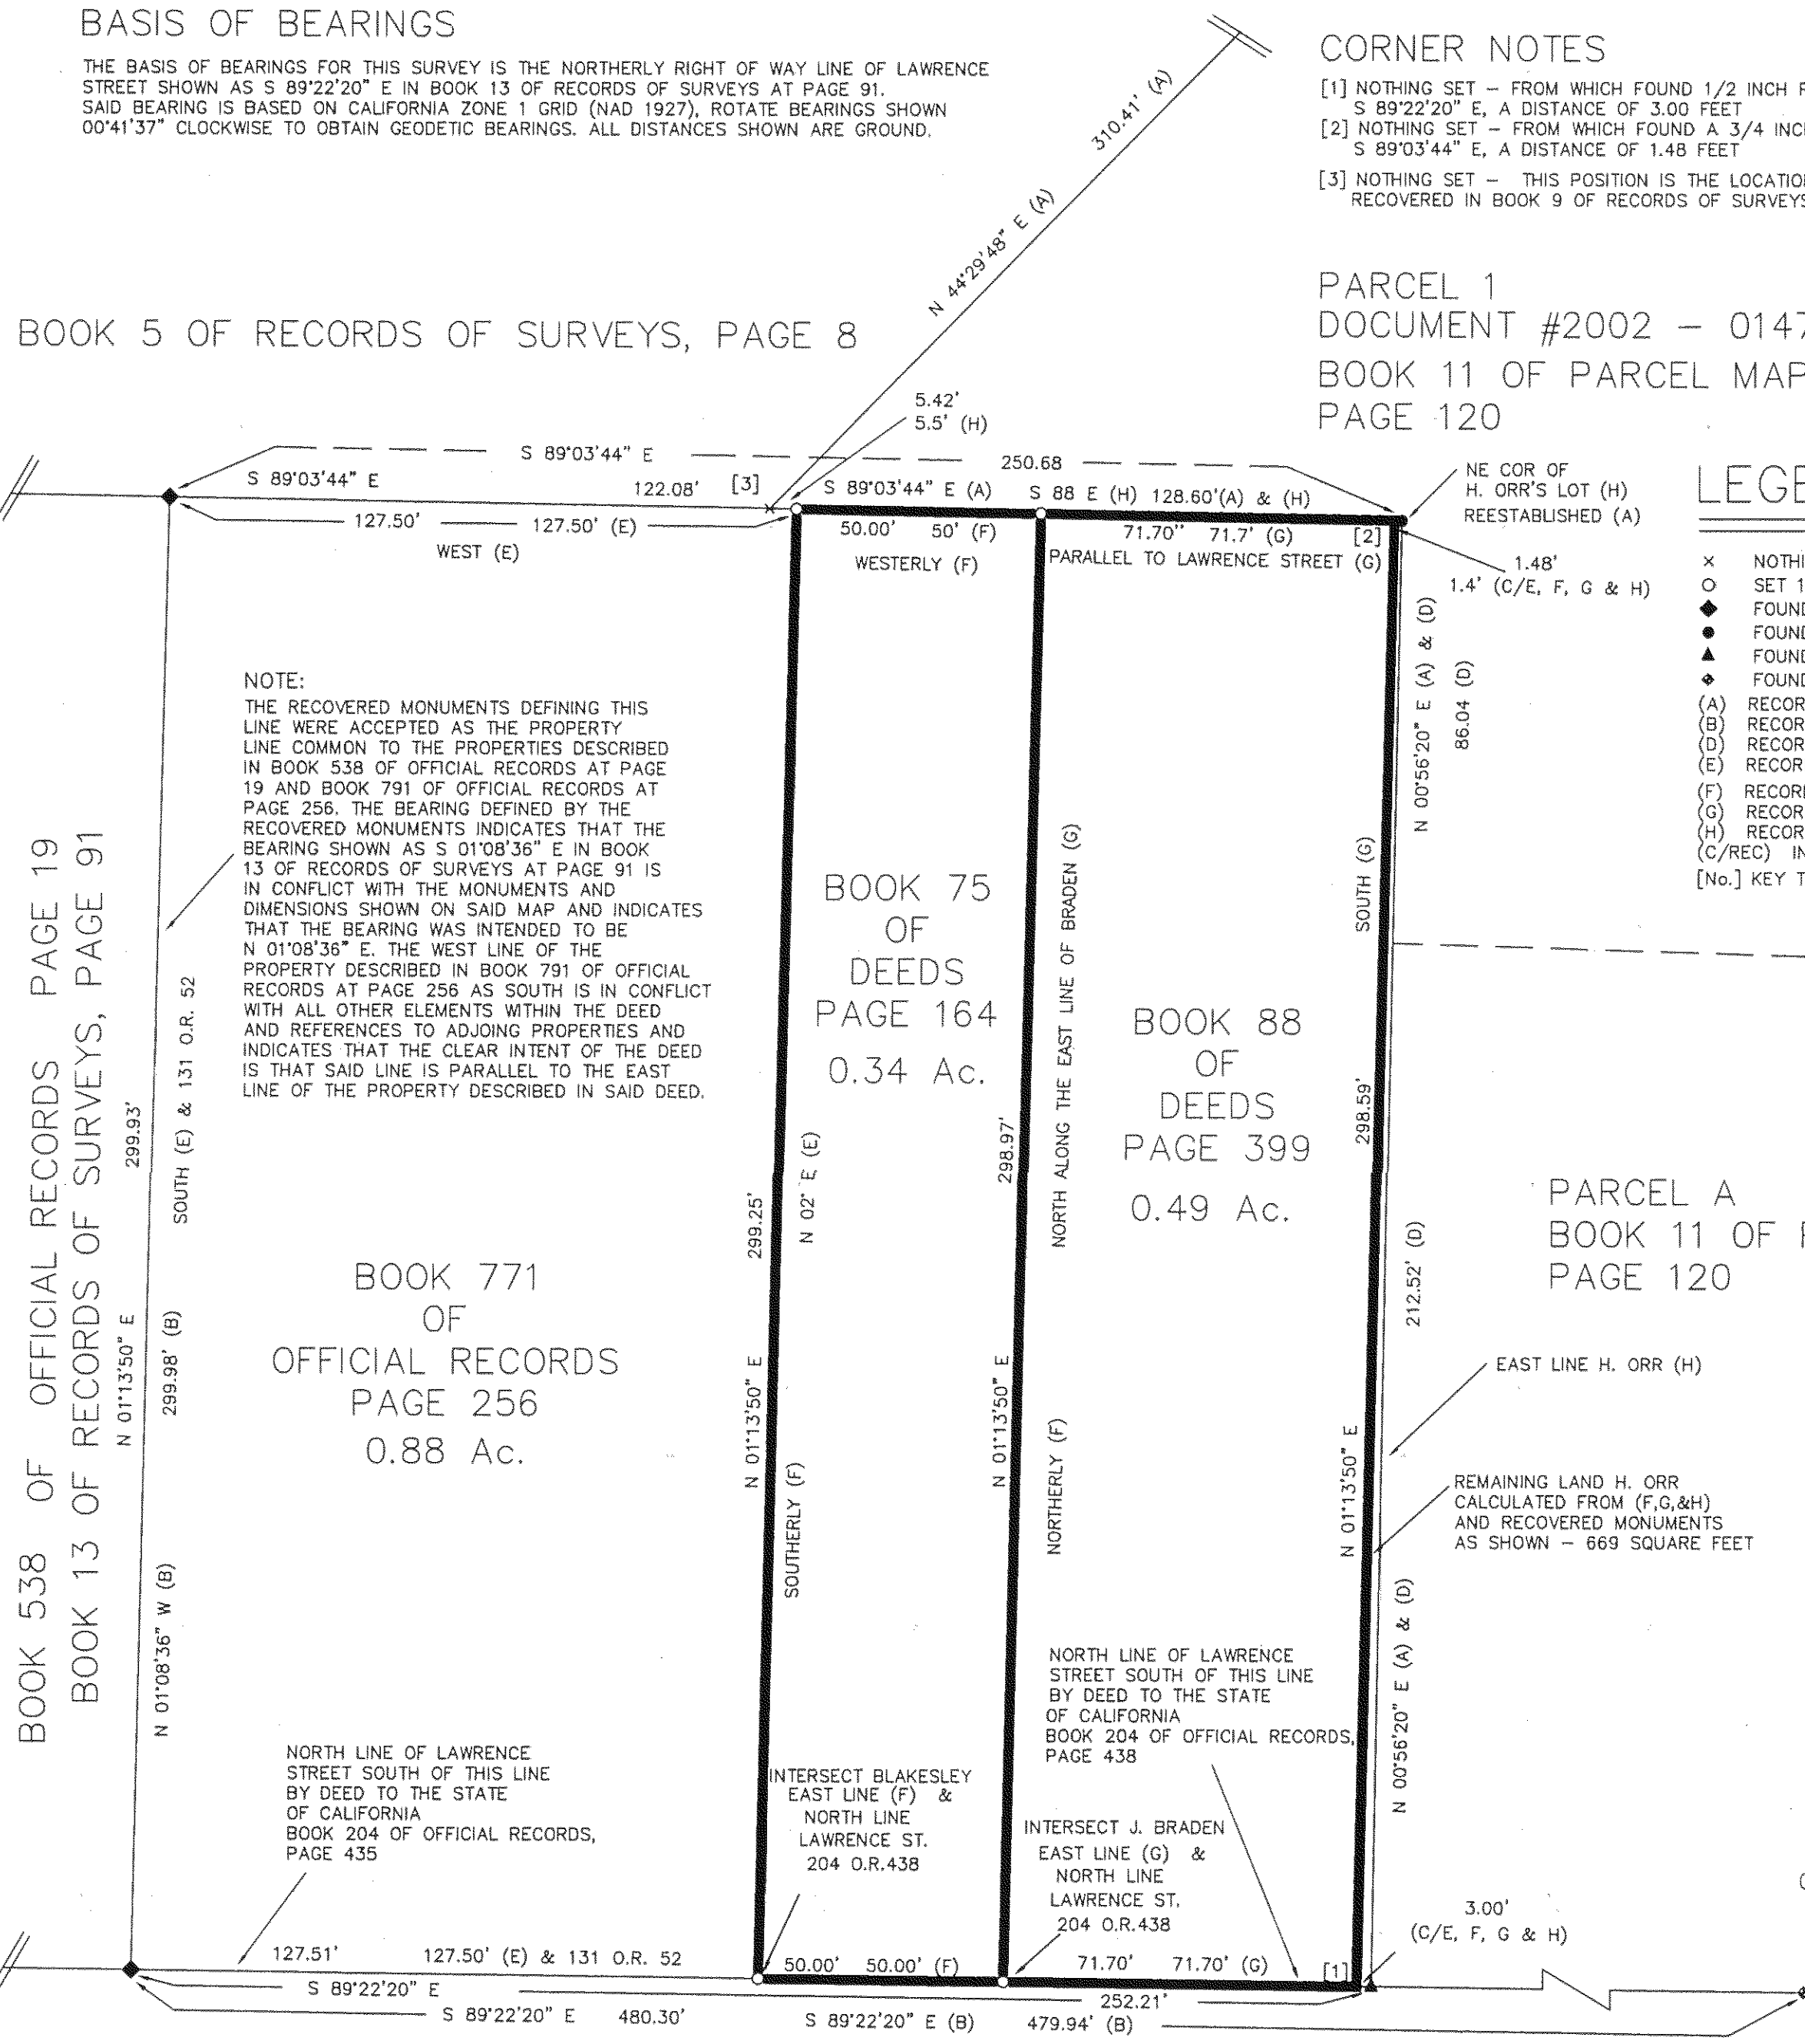 BASIS OF BEARINGS
THE BASIS OF BEARINGS FOR THIS SURVEY IS THE NORTHERLY RIGHT OF WAY LINE OF LAWRENCE
STREET SHOWN AS S 89°22'20" E IN BOOK 13 OF RECORDS OF SURVEYS AT PAGE 91.
SAID BEARING IS BASED ON CALIFORNIA ZONE 1 GRID (NAD 1927), ROTATE BEARINGS SHOWN
00°41'37" CLOCKWISE TO OBTAIN GEODETIC BEARINGS. ALL DISTANCES SHOWN ARE GROUND.
CORNER NOTES
[1] NOTHING SET – FROM WHICH FOUND 1/2 INCH
S 89°22'20" E, A DISTANCE OF 3.00 FEET
[2] NOTHING SET – FROM WHICH FOUND A 3/4 INC
S 89°03'44" E, A DISTANCE OF 1.48 FEET
[3] NOTHING SET – THIS POSITION IS THE LOCATIO
RECOVERED IN BOOK 9 OF RECORDS OF SURVEYS
310.41' (A)
N 44°29'48" E (A)
PARCEL 1
DOCUMENT #2002 – 0147
BOOK 11 OF PARCEL MAP
PAGE 120
BOOK 5 OF RECORDS OF SURVEYS, PAGE 8
5.42'
5.5' (H)
S 89°03'44" E
250.68
S 89°03'44" E
122.08'
[3]
S 89°03'44" E (A)
S 88 E (H) 128.60'(A) & (H)
127.50'
127.50' (E)
WEST (E)
50.00'
50' (F)
WESTERLY (F)
71.70"
71.7' (G)
[2]
PARALLEL TO LAWRENCE STREET (G)
NE COR OF
H. ORR'S LOT (H)
REESTABLISHED (A)
1.48'
1.4' (C/E, F, G & H)
LEGE
× NOTHI
○ SET 1
◆ FOUND
● FOUND
▲ FOUND
FOUND
(A) RECOR
(B) RECOR
(D) RECOR
(E) RECOR
(F) RECOR
(G) RECOR
(H) RECOR
(C/REC) IN
[No.] KEY T
NOTE:
THE RECOVERED MONUMENTS DEFINING THIS
LINE WERE ACCEPTED AS THE PROPERTY
LINE COMMON TO THE PROPERTIES DESCRIBED
IN BOOK 538 OF OFFICIAL RECORDS AT PAGE
19 AND BOOK 791 OF OFFICIAL RECORDS AT
PAGE 256. THE BEARING DEFINED BY THE
RECOVERED MONUMENTS INDICATES THAT THE
BEARING SHOWN AS S 01°08'36" E IN BOOK
13 OF RECORDS OF SURVEYS AT PAGE 91 IS
IN CONFLICT WITH THE MONUMENTS AND
DIMENSIONS SHOWN ON SAID MAP AND INDICATES
THAT THE BEARING WAS INTENDED TO BE
N 01°08'36" E. THE WEST LINE OF THE
PROPERTY DESCRIBED IN BOOK 791 OF OFFICIAL
RECORDS AT PAGE 256 AS SOUTH IS IN CONFLICT
WITH ALL OTHER ELEMENTS WITHIN THE DEED
AND REFERENCES TO ADJOING PROPERTIES AND
INDICATES THAT THE CLEAR INTENT OF THE DEED
IS THAT SAID LINE IS PARALLEL TO THE EAST
LINE OF THE PROPERTY DESCRIBED IN SAID DEED.
BOOK 538 OF OFFICIAL RECORDS PAGE 19
BOOK 13 OF RECORDS OF SURVEYS, PAGE 91
299.93'
N 01°13'50" E
SOUTH (E) & 131 O.R. 52
299.98' (B)
N 01°08'36" W (B)
BOOK 771
OF
OFFICIAL RECORDS
PAGE 256
0.88 Ac.
299.25'
N 01°13'50" E
N 02° E (E)
SOUTHERLY (F)
BOOK 75
OF
DEEDS
PAGE 164
0.34 Ac.
298.97'
N 01°13'50" E
NORTH ALONG THE EAST LINE OF BRADEN (G)
NORTHERLY (F)
BOOK 88
OF
DEEDS
PAGE 399
0.49 Ac.
SOUTH (G)
298.59'
N 01°13'50" E
N 00°56'20" E (A) & (D)
86.04 (D)
212.52' (D)
N 00°56'20" E (A) & (D)
PARCEL A
BOOK 11 OF
PAGE 120
EAST LINE H. ORR (H)
REMAINING LAND H. ORR
CALCULATED FROM (F,G,&H)
AND RECOVERED MONUMENTS
AS SHOWN – 669 SQUARE FEET
NORTH LINE OF LAWRENCE
STREET SOUTH OF THIS LINE
BY DEED TO THE STATE
OF CALIFORNIA
BOOK 204 OF OFFICIAL RECORDS,
PAGE 438
NORTH LINE OF LAWRENCE
STREET SOUTH OF THIS LINE
BY DEED TO THE STATE
OF CALIFORNIA
BOOK 204 OF OFFICIAL RECORDS,
PAGE 435
INTERSECT BLAKESLEY
EAST LINE (F) &
NORTH LINE
LAWRENCE ST.
204 O.R.438
INTERSECT J. BRADEN
EAST LINE (G) &
NORTH LINE
LAWRENCE ST.
204 O.R.438
3.00'
(C/E, F, G & H)
127.51'
127.50' (E) & 131 O.R. 52
50.00'
50.00' (F)
71.70'
71.70' (G)
[1]
S 89°22'20" E
252.21'
S 89°22'20" E
480.30'
S 89°22'20" E (B)
479.94' (B)